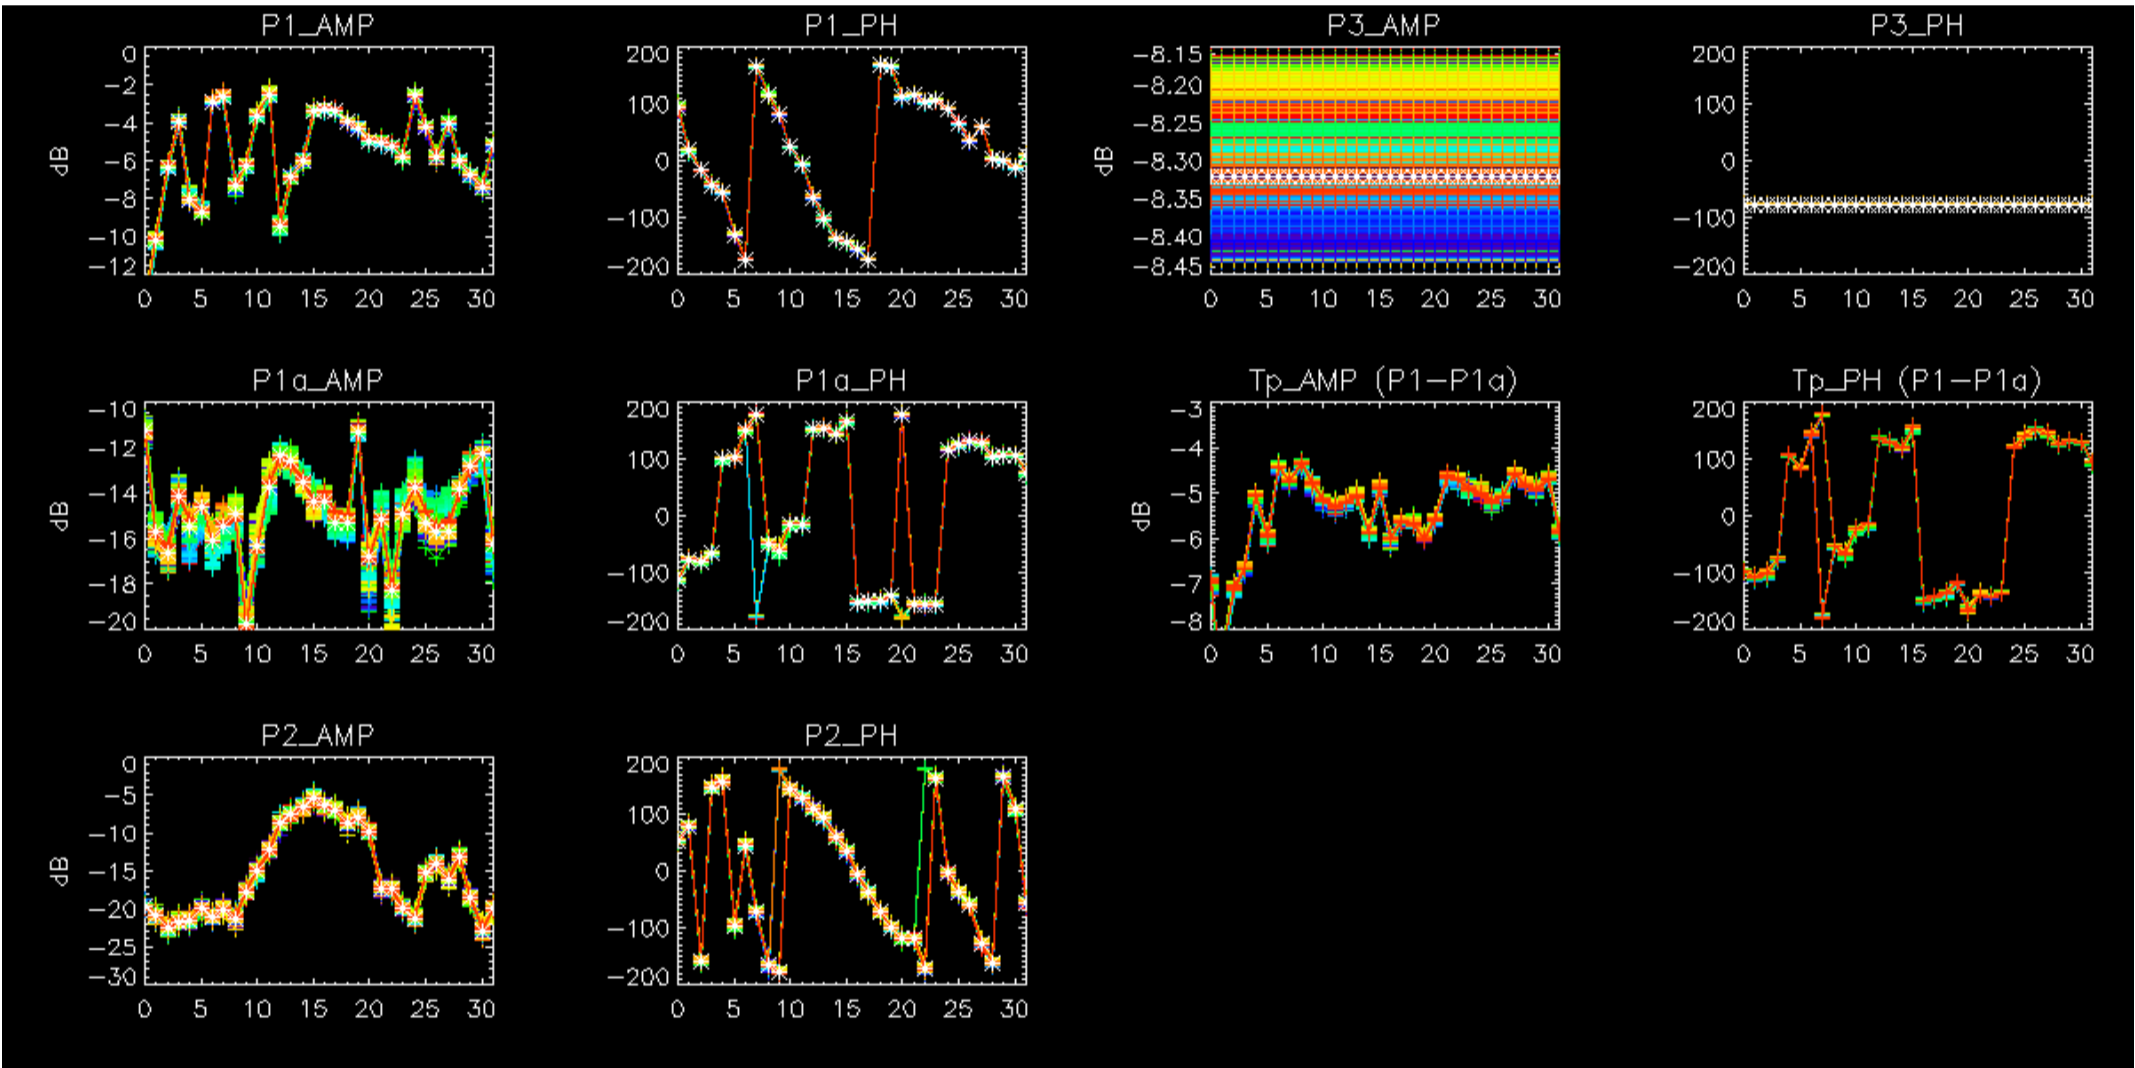 P1_AMP
P1_PH
P3_AMP
P3_PH
0
-2
-4
-6
-8
-10
-12
dB
0 5 10 15 20 25 30
200
100
0
-100
-200
0 5 10 15 20 25 30
-8.15
-8.20
-8.25
-8.30
-8.35
-8.40
-8.45
dB
0 5 10 15 20 25 30
200
100
0
-100
-200
0 5 10 15 20 25 30
P1a_AMP
P1a_PH
Tp_AMP (P1-P1a)
Tp_PH (P1-P1a)
-10
-12
-14
-16
-18
-20
dB
0 5 10 15 20 25 30
200
100
0
-100
-200
0 5 10 15 20 25 30
-3
-4
-5
-6
-7
-8
dB
0 5 10 15 20 25 30
200
100
0
-100
-200
0 5 10 15 20 25 30
P2_AMP
P2_PH
0
-5
-10
-15
-20
-25
-30
dB
0 5 10 15 20 25 30
200
100
0
-100
-200
0 5 10 15 20 25 30